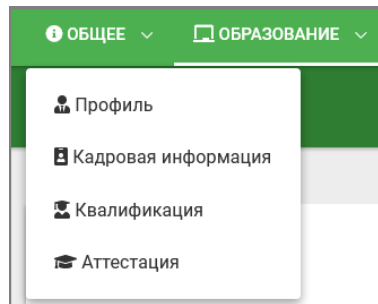 ОБЩЕЕ ОБРАЗОВАНИЕ
Профиль
Кадровая информация
Квалификация
Аттестация